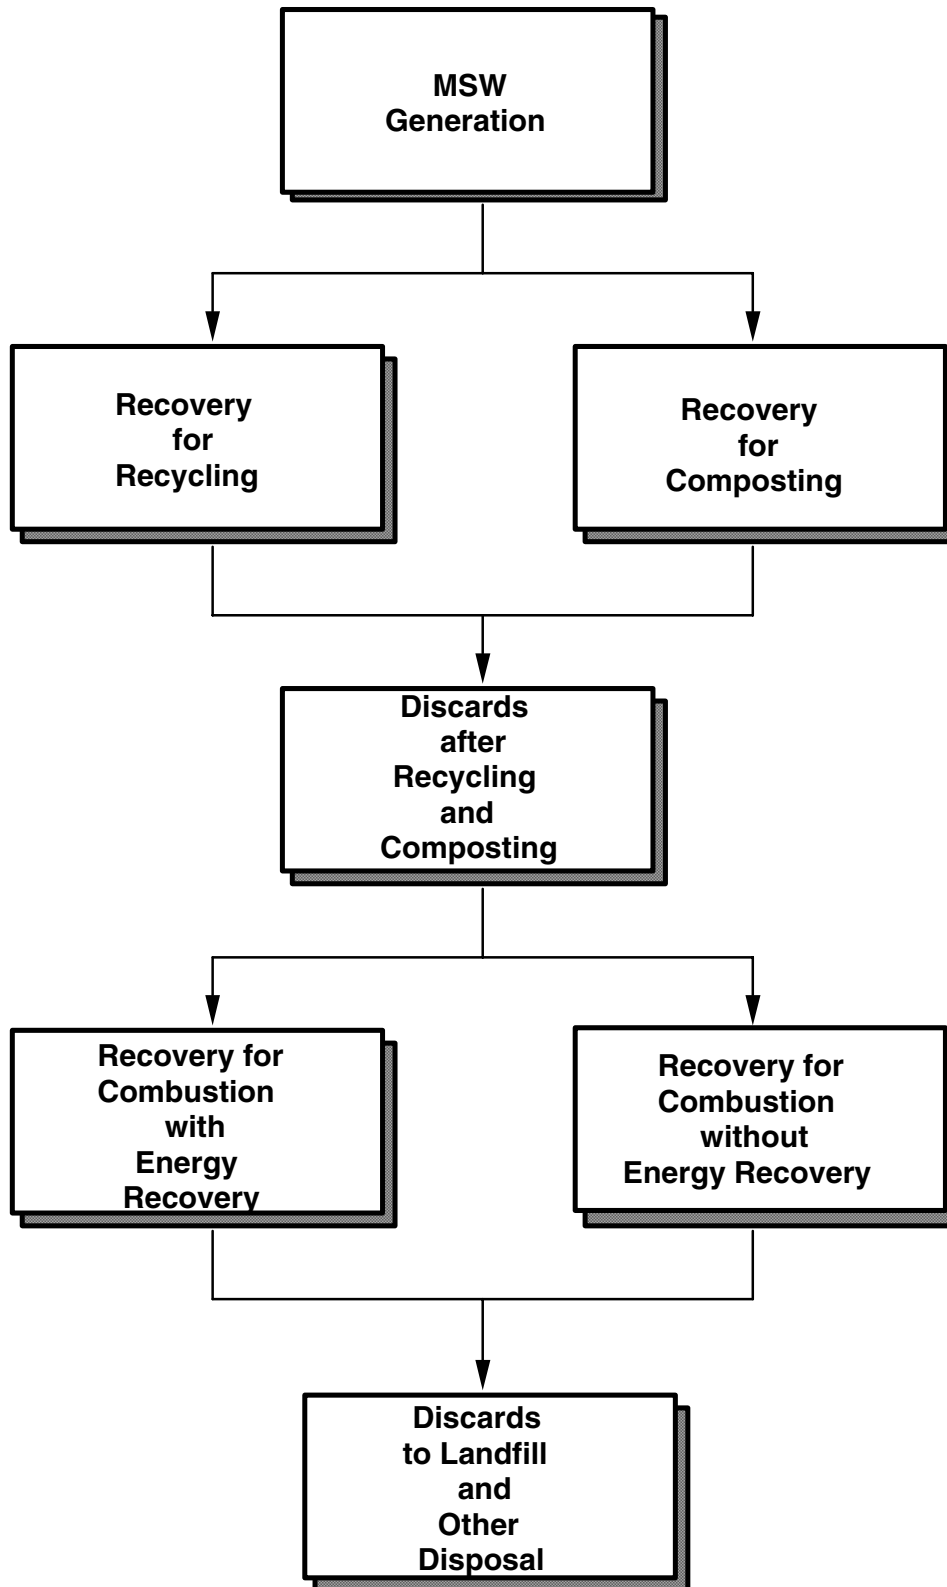 MSW
Generation
Recovery
for
Recycling
Recovery
for
Composting
Discards
after
Recycling
and
Composting
Recovery for
Combustion
with
Energy
Recovery
Recovery for
Combustion
without
Energy Recovery
Discards
to Landfill
and
Other
Disposal